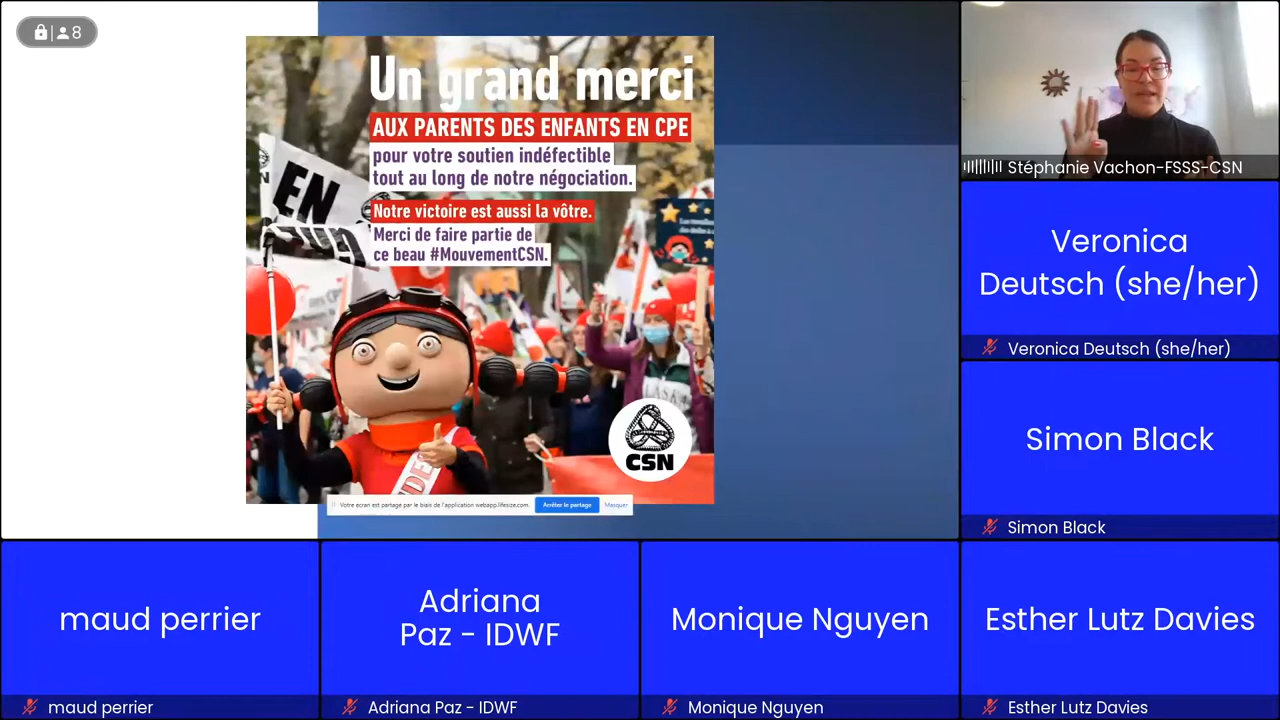 8
Un grand merci
AUX PARENTS DES ENFANTS EN CPE
pour votre soutien indéfectible
tout au long de notre négociation.
Notre victoire est aussi la vôtre.
Merci de faire partie de
ce beau #MouvementCSN.
EN
CSN
Votre écran est partagé par le biais de l'application webapp.lifesize.com.
Arrêter le partage
Masquer
Stéphanie Vachon-FSSS-CSN
Veronica
Deutsch (she/her)
Veronica Deutsch (she/her)
Simon Black
Simon Black
maud perrier
maud perrier
Adriana
Paz - IDWF
Adriana Paz - IDWF
Monique Nguyen
Monique Nguyen
Esther Lutz Davies
Esther Lutz Davies